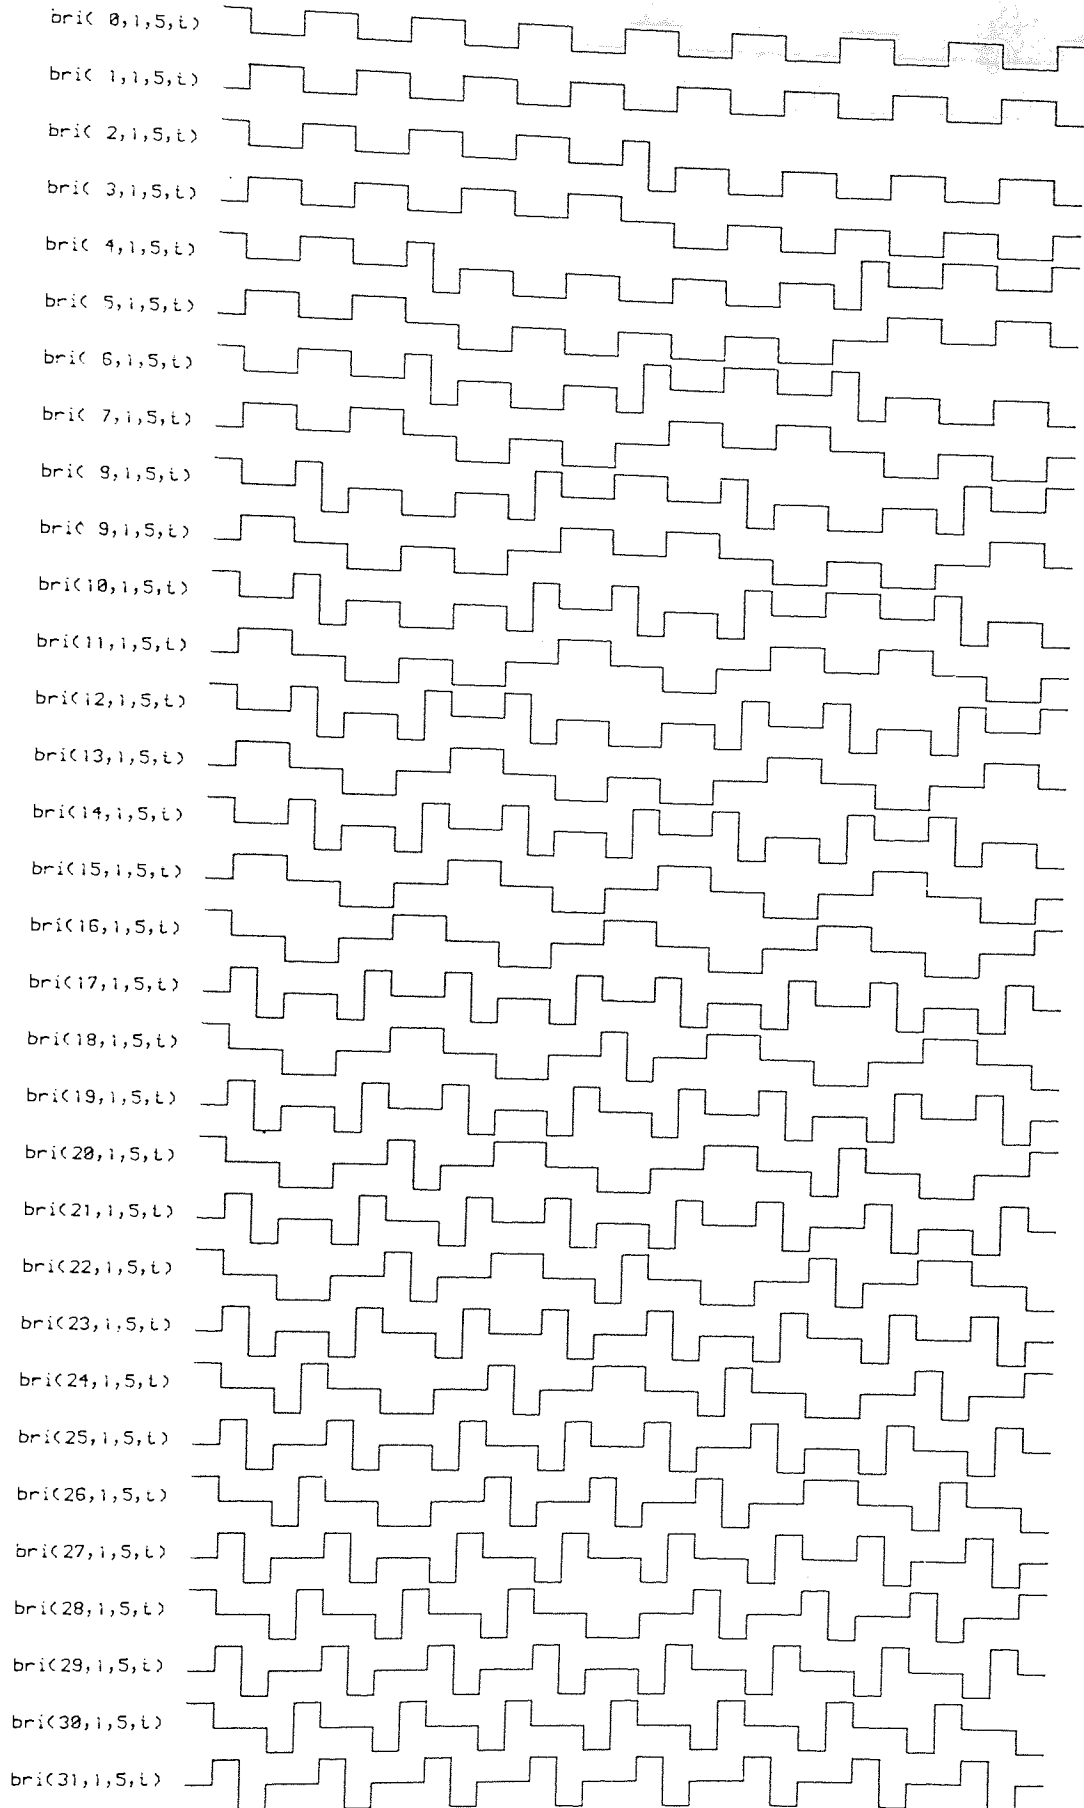 bri( 0,1,5,t)
bri( 1,1,5,t)
bri( 2,1,5,t)
bri( 3,1,5,t)
bri( 4,1,5,t)
bri( 5,1,5,t)
bri( 6,1,5,t)
bri( 7,1,5,t)
bri( 9,1,5,t)
bri( 9,1,5,t)
bri(10,1,5,t)
bri(11,1,5,t)
bri(12,1,5,t)
bri(13,1,5,t)
bri(14,1,5,t)
bri(15,1,5,t)
bri(16,1,5,t)
bri(17,1,5,t)
bri(18,1,5,t)
bri(19,1,5,t)
bri(20,1,5,t)
bri(21,1,5,t)
bri(22,1,5,t)
bri(23,1,5,t)
bri(24,1,5,t)
bri(25,1,5,t)
bri(26,1,5,t)
bri(27,1,5,t)
bri(28,1,5,t)
bri(29,1,5,t)
bri(30,1,5,t)
bri(31,1,5,t)